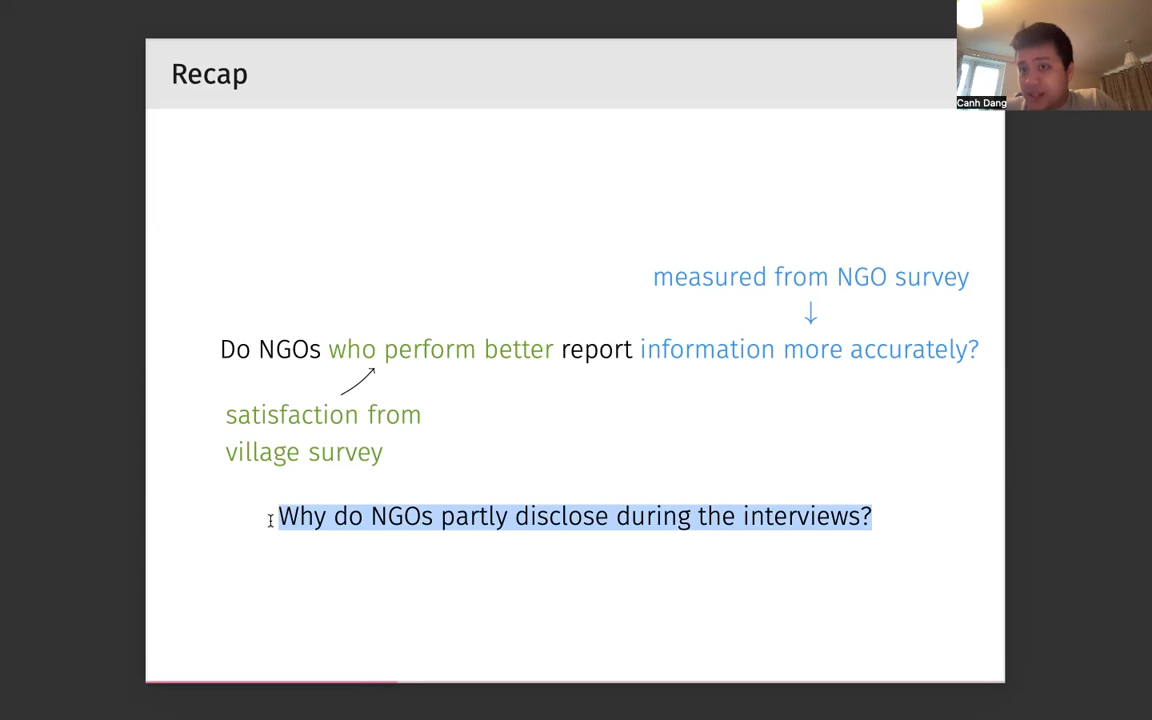 Recap
Canh Dang
measured from NGO survey
↓
Do NGOs who perform better report information more accurately?
satisfaction from
village survey
Why do NGOs partly disclose during the interviews?